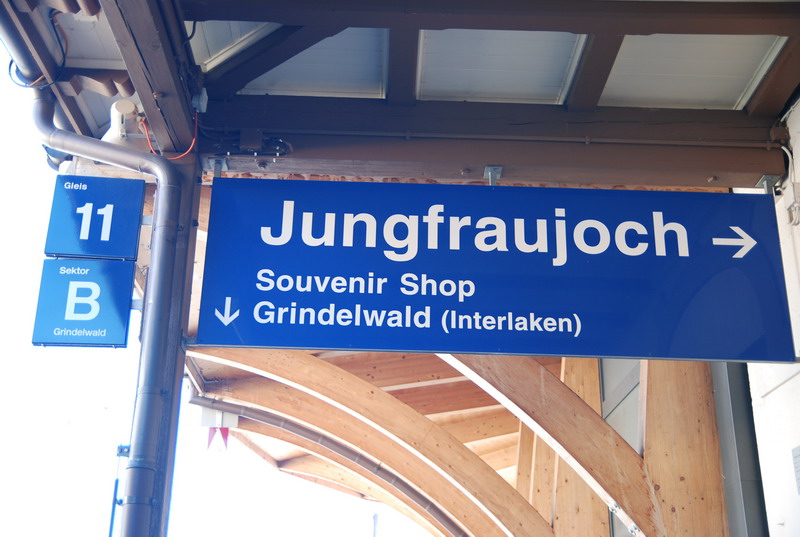 Gleis
11
Sektor
B
Grindelwald
Jungfraujoch →
Souvenir Shop
↓ Grindelwald (Interlaken)